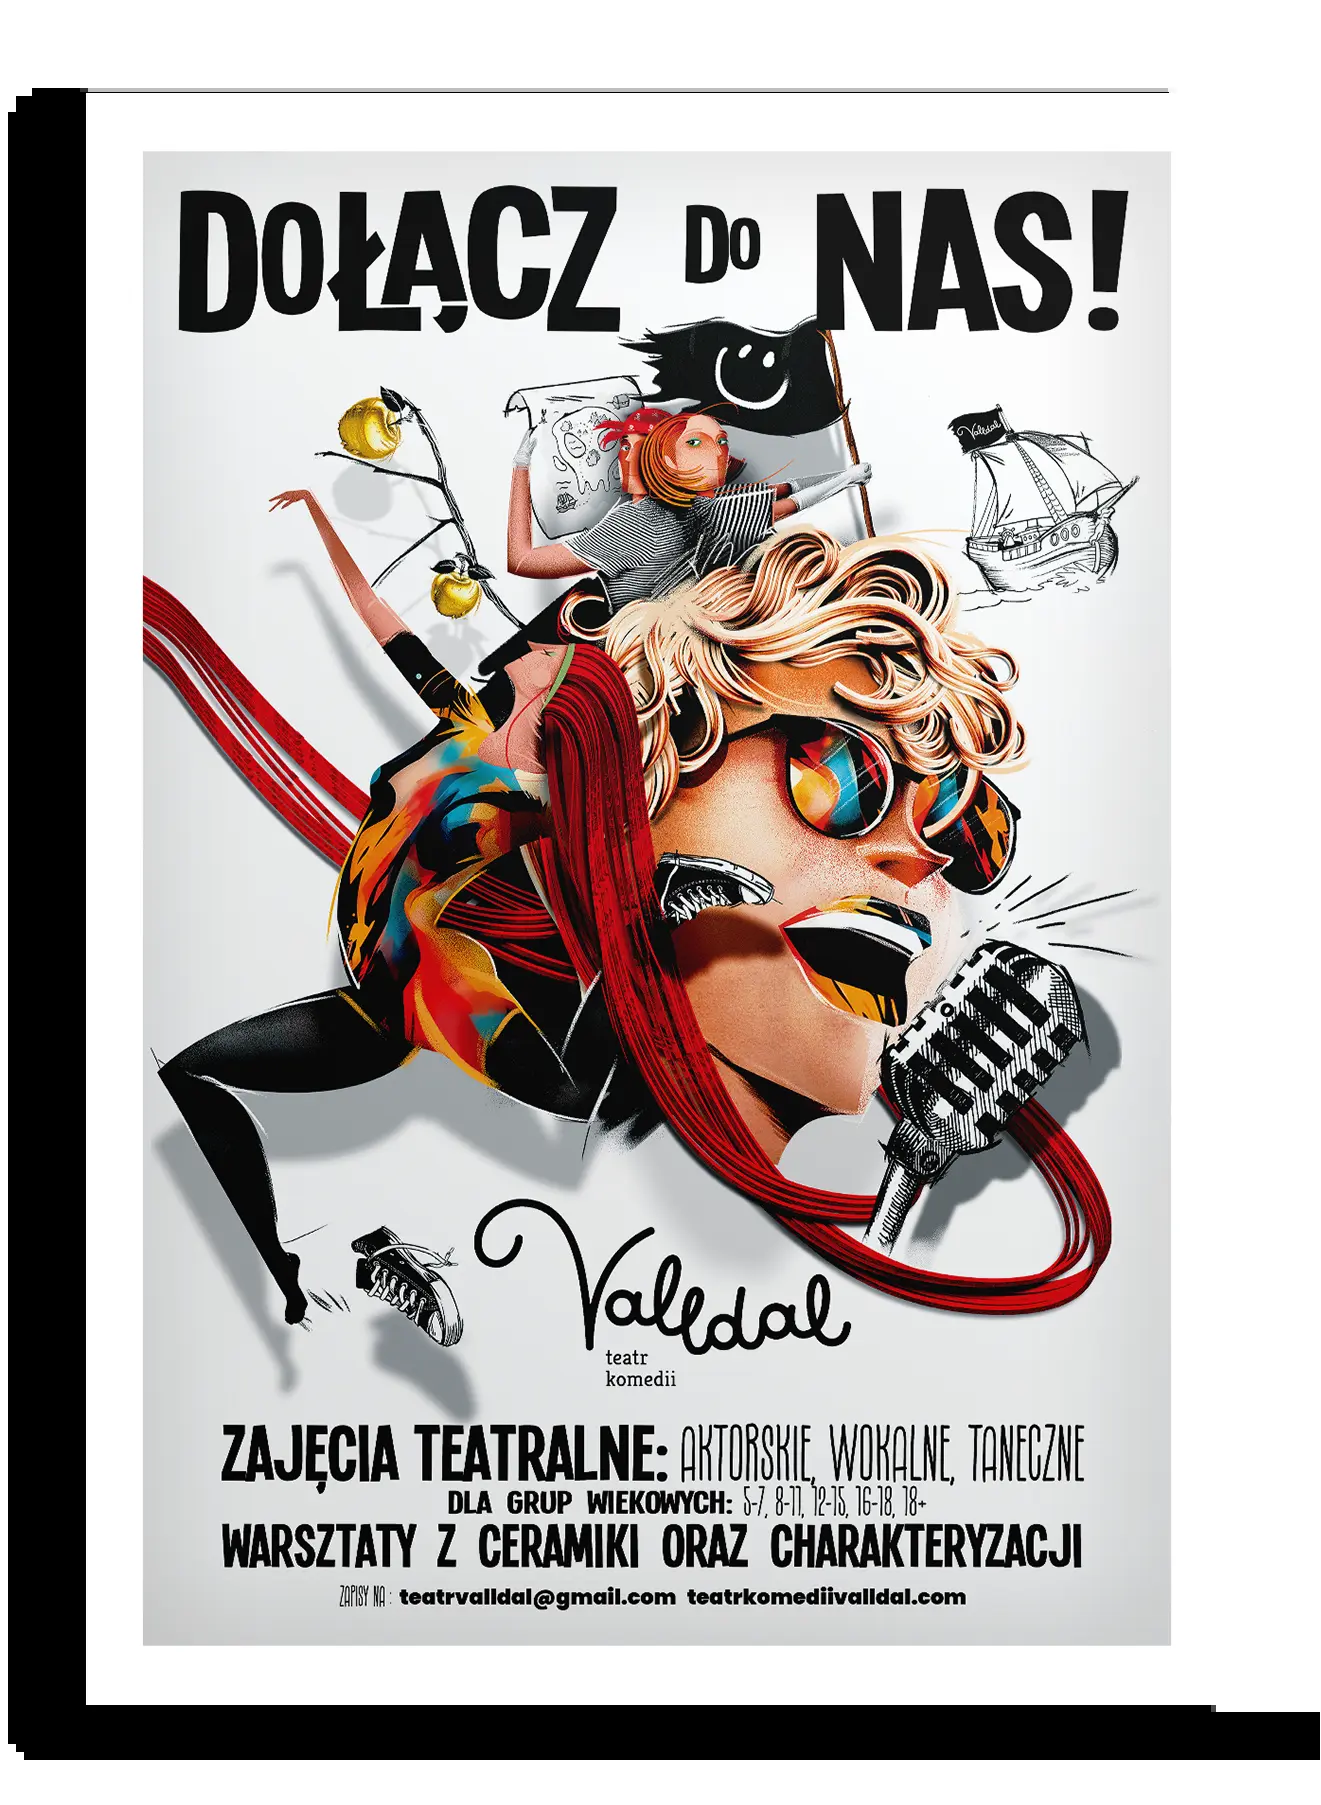 DOŁĄCZ DO NAS!
Valldal
Valldal
teatr
komedii
ZAJĘCIA TEATRALNE: AKTORSKIE, WOKALNE, TANECZNE
DLA GRUP WIEKOWYCH: 5-7, 8-11, 12-15, 16-18, 18+
WARSZTATY Z CERAMIKI ORAZ CHARAKTERYZACJI
ZAPISY NA: teatrvalldal@gmail.com teatrkomediivalldal.com